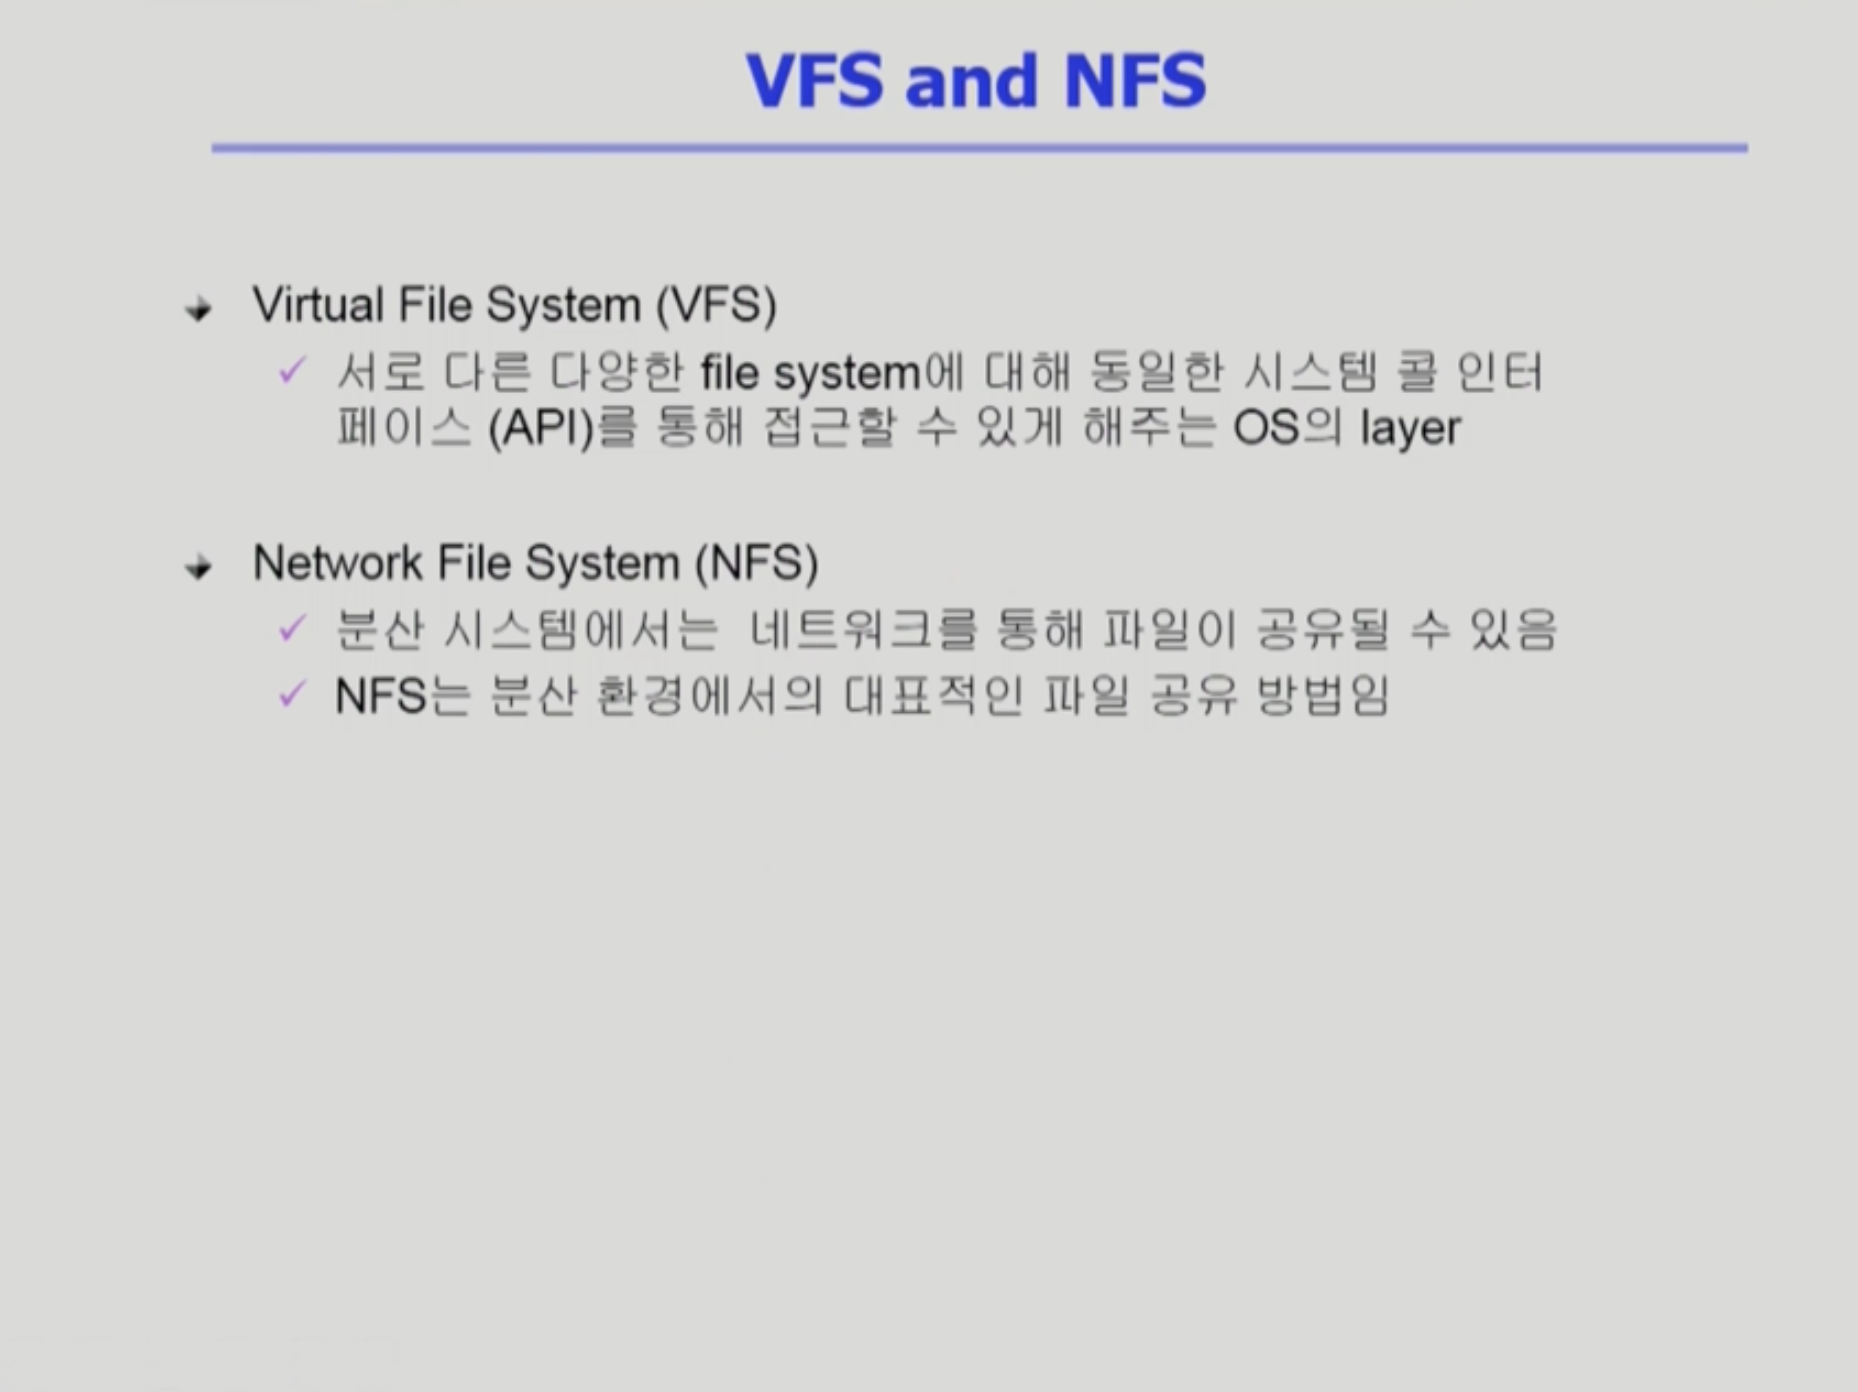 VFS and NFS
Virtual File System (VFS)
서로 다른 다양한 file system에 대해 동일한 시스템 콜 인터
페이스 (API)를 통해 접근할 수 있게 해주는 OS의 layer
Network File System (NFS)
분산 시스템에서는 네트워크를 통해 파일이 공유될 수 있음
NFS는 분산 환경에서의 대표적인 파일 공유 방법임